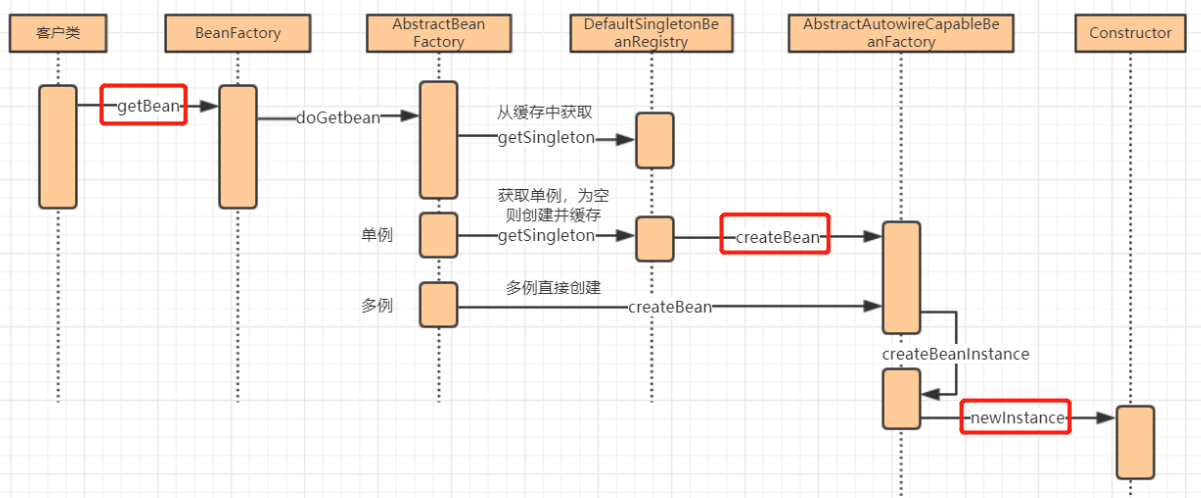 客户类
BeanFactory
AbstractBean
Factory
DefaultSingletonBe
anRegistry
AbstractAutowireCapableBe
anFactory
Constructor
getBean
doGetbean
从缓存中获取
getSingleton
获取单例，为空
则创建并缓存
单例
getSingleton
createBean
多例
多例直接创建
createBean
createBeanInstance
newInstance